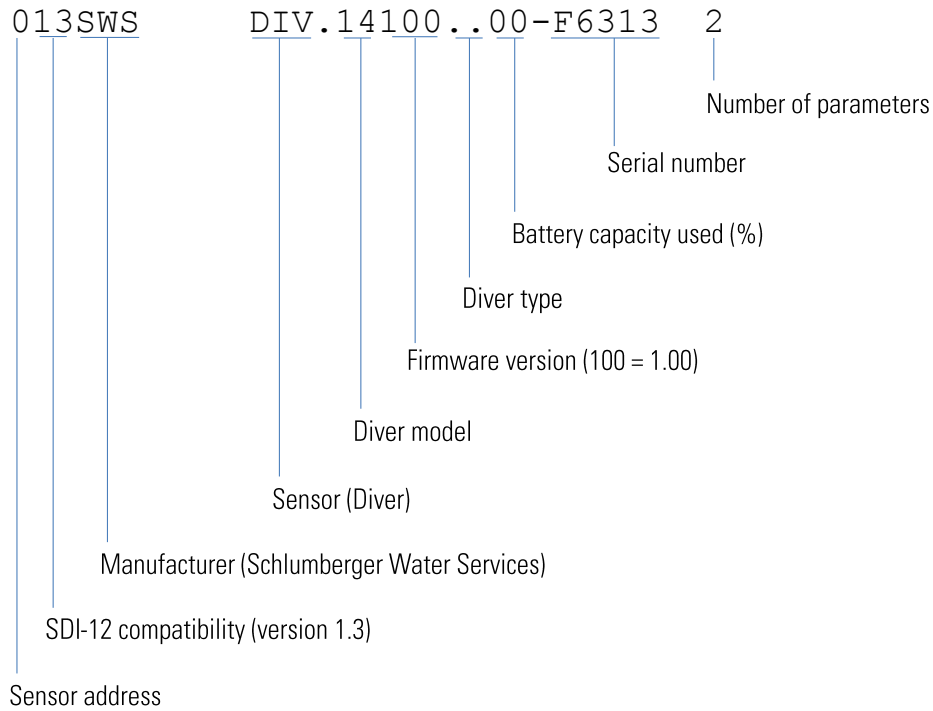 013SWS DIV.14100..00-F6313 2
Number of parameters
Serial number
Battery capacity used (%)
Diver type
Firmware version (100 = 1.00)
Diver model
Sensor (Diver)
Manufacturer (Schlumberger Water Services)
SDI-12 compatibility (version 1.3)
Sensor address